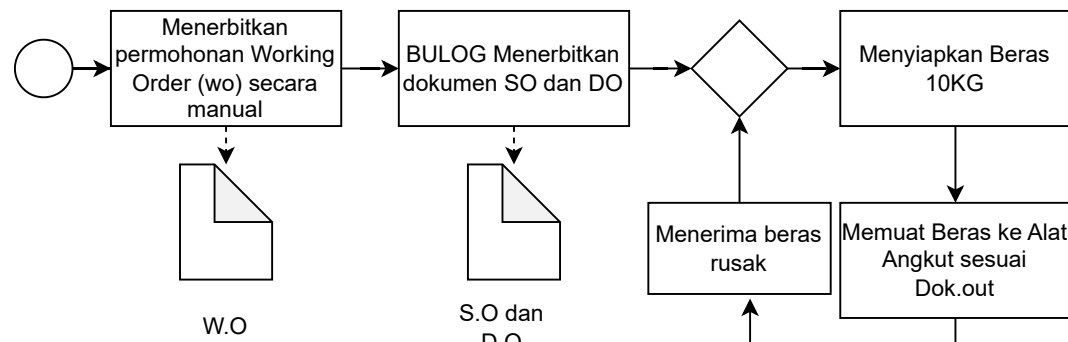 Menerbitkan
permohonan Working
Order (wo) secara
manual
BULOG Menerbitkan
dokumen SO dan DO
Menyiapkan Beras
10KG
Menerima beras
rusak
Memuat Beras ke Alat
Angkut sesuai
Dok.out
W.O
S.O dan
D.O